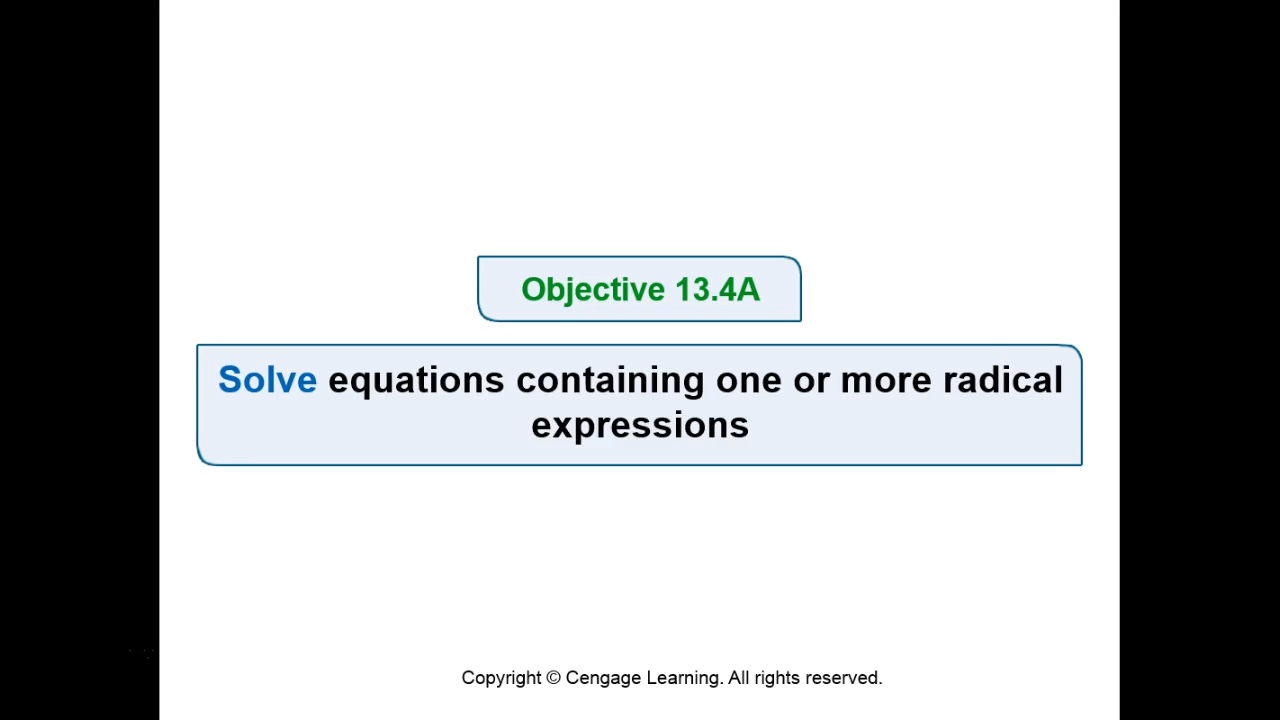 Objective 13.4A
Solve equations containing one or more radical
expressions
Copyright © Cengage Learning. All rights reserved.